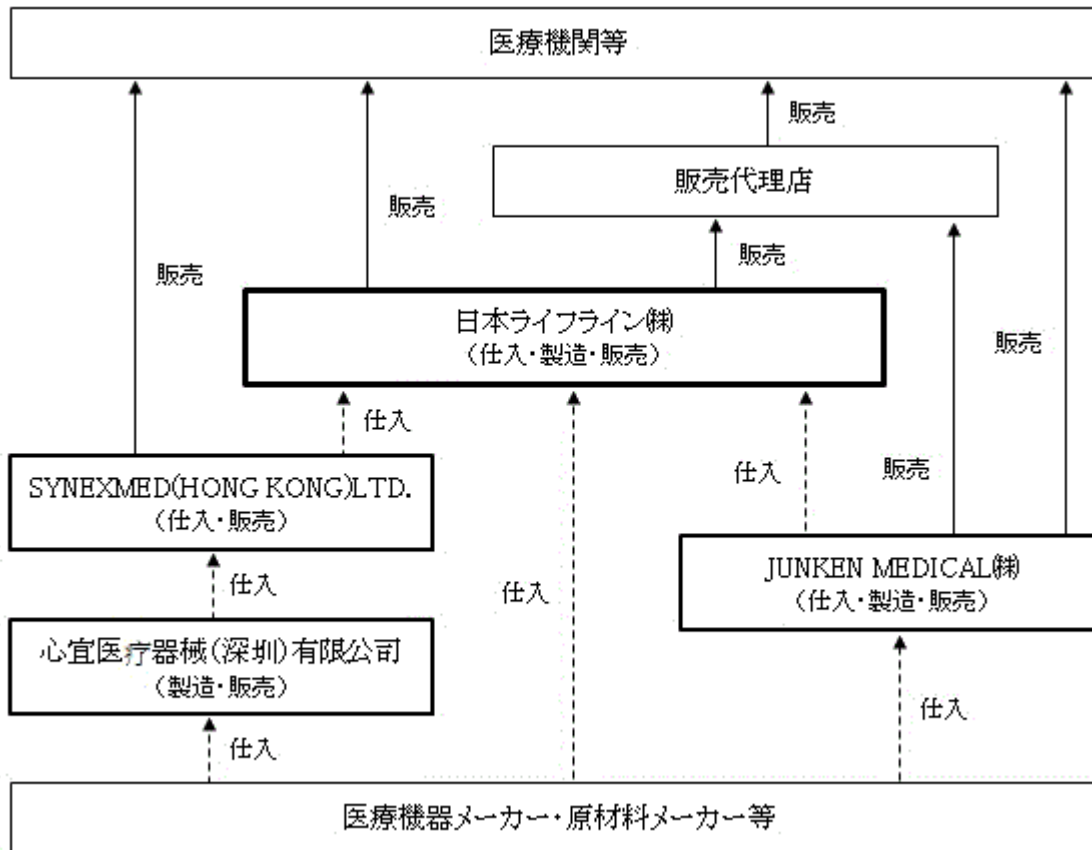 医療機関等
販売
販売代理店
販売
販売
販売
日本ライフライン㈱
（仕入・製造・販売）
販売
仕入
仕入
販売
SYNEXMED(HONG KONG)LTD.
（仕入・販売）
JUNKEN MEDICAL㈱
（仕入・製造・販売）
仕入
仕入
心宜医疗器械(深圳)有限公司
（製造・販売）
仕入
仕入
医療機器メーカー・原材料メーカー等